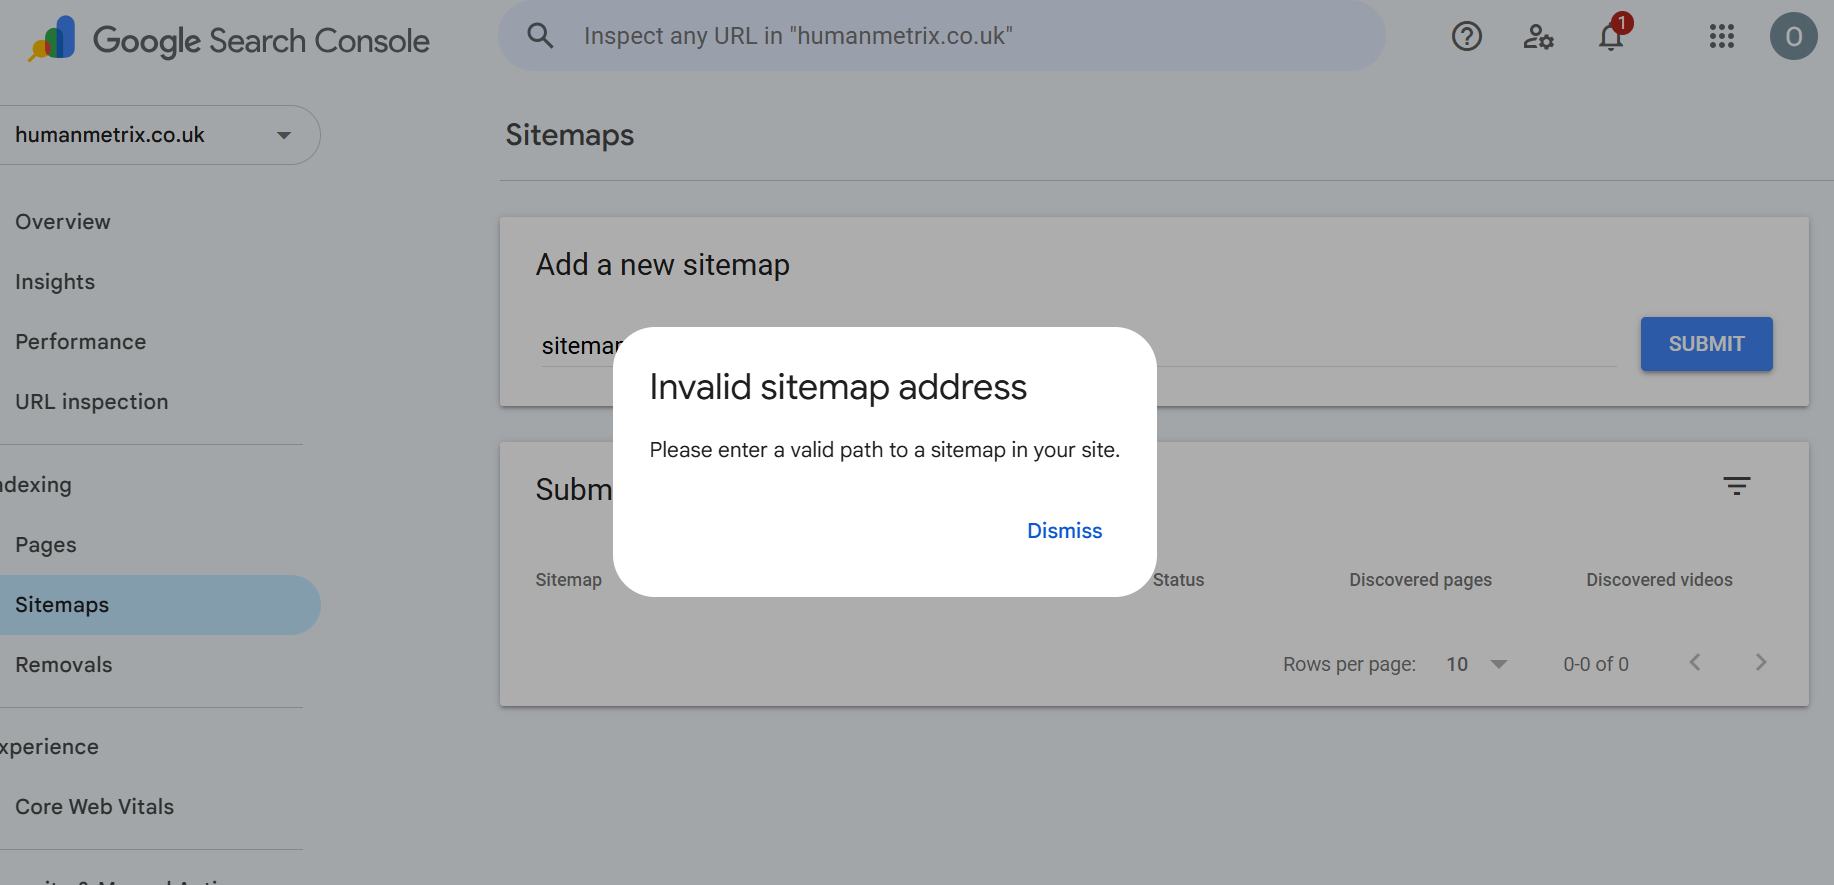 Google Search Console
Inspect any URL in "humanmetrix.co.uk"
1
O
humanmetrix.co.uk
Sitemaps
Overview
Insights
Performance
URL inspection
Add a new sitemap
SUBMIT
Invalid sitemap address
Please enter a valid path to a sitemap in your site.
Dismiss
ndexing
Pages
Sitemaps
Removals
Subm
Sitemap
Status
Discovered pages
Discovered videos
Rows per page:
10
0-0 of 0
xperience
Core Web Vitals